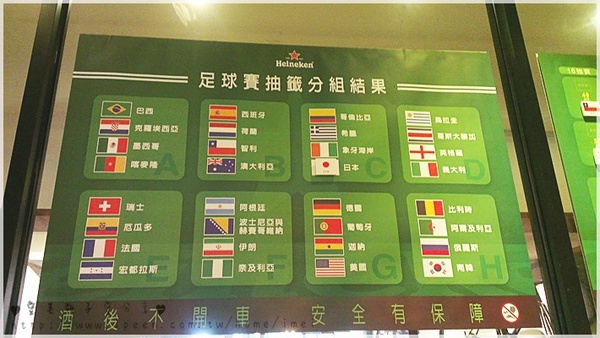 Heineken
足球賽抽籤分組結果
巴西
克羅埃西亞
墨西哥
喀麥隆
A
西班牙
荷蘭
智利
澳大利亞
B
哥倫比亞
希臘
象牙海岸
日本
C
烏拉圭
哥斯大黎加
英格蘭
義大利
D
瑞士
厄瓜多
法國
宏都拉斯
E
阿根廷
波士尼亞與
赫賽哥維納
伊朗
奈及利亞
F
德國
葡萄牙
迦納
美國
G
比利時
阿爾及利亞
俄羅斯
南韓
H
酒後不開車 安全有保障
16強賽